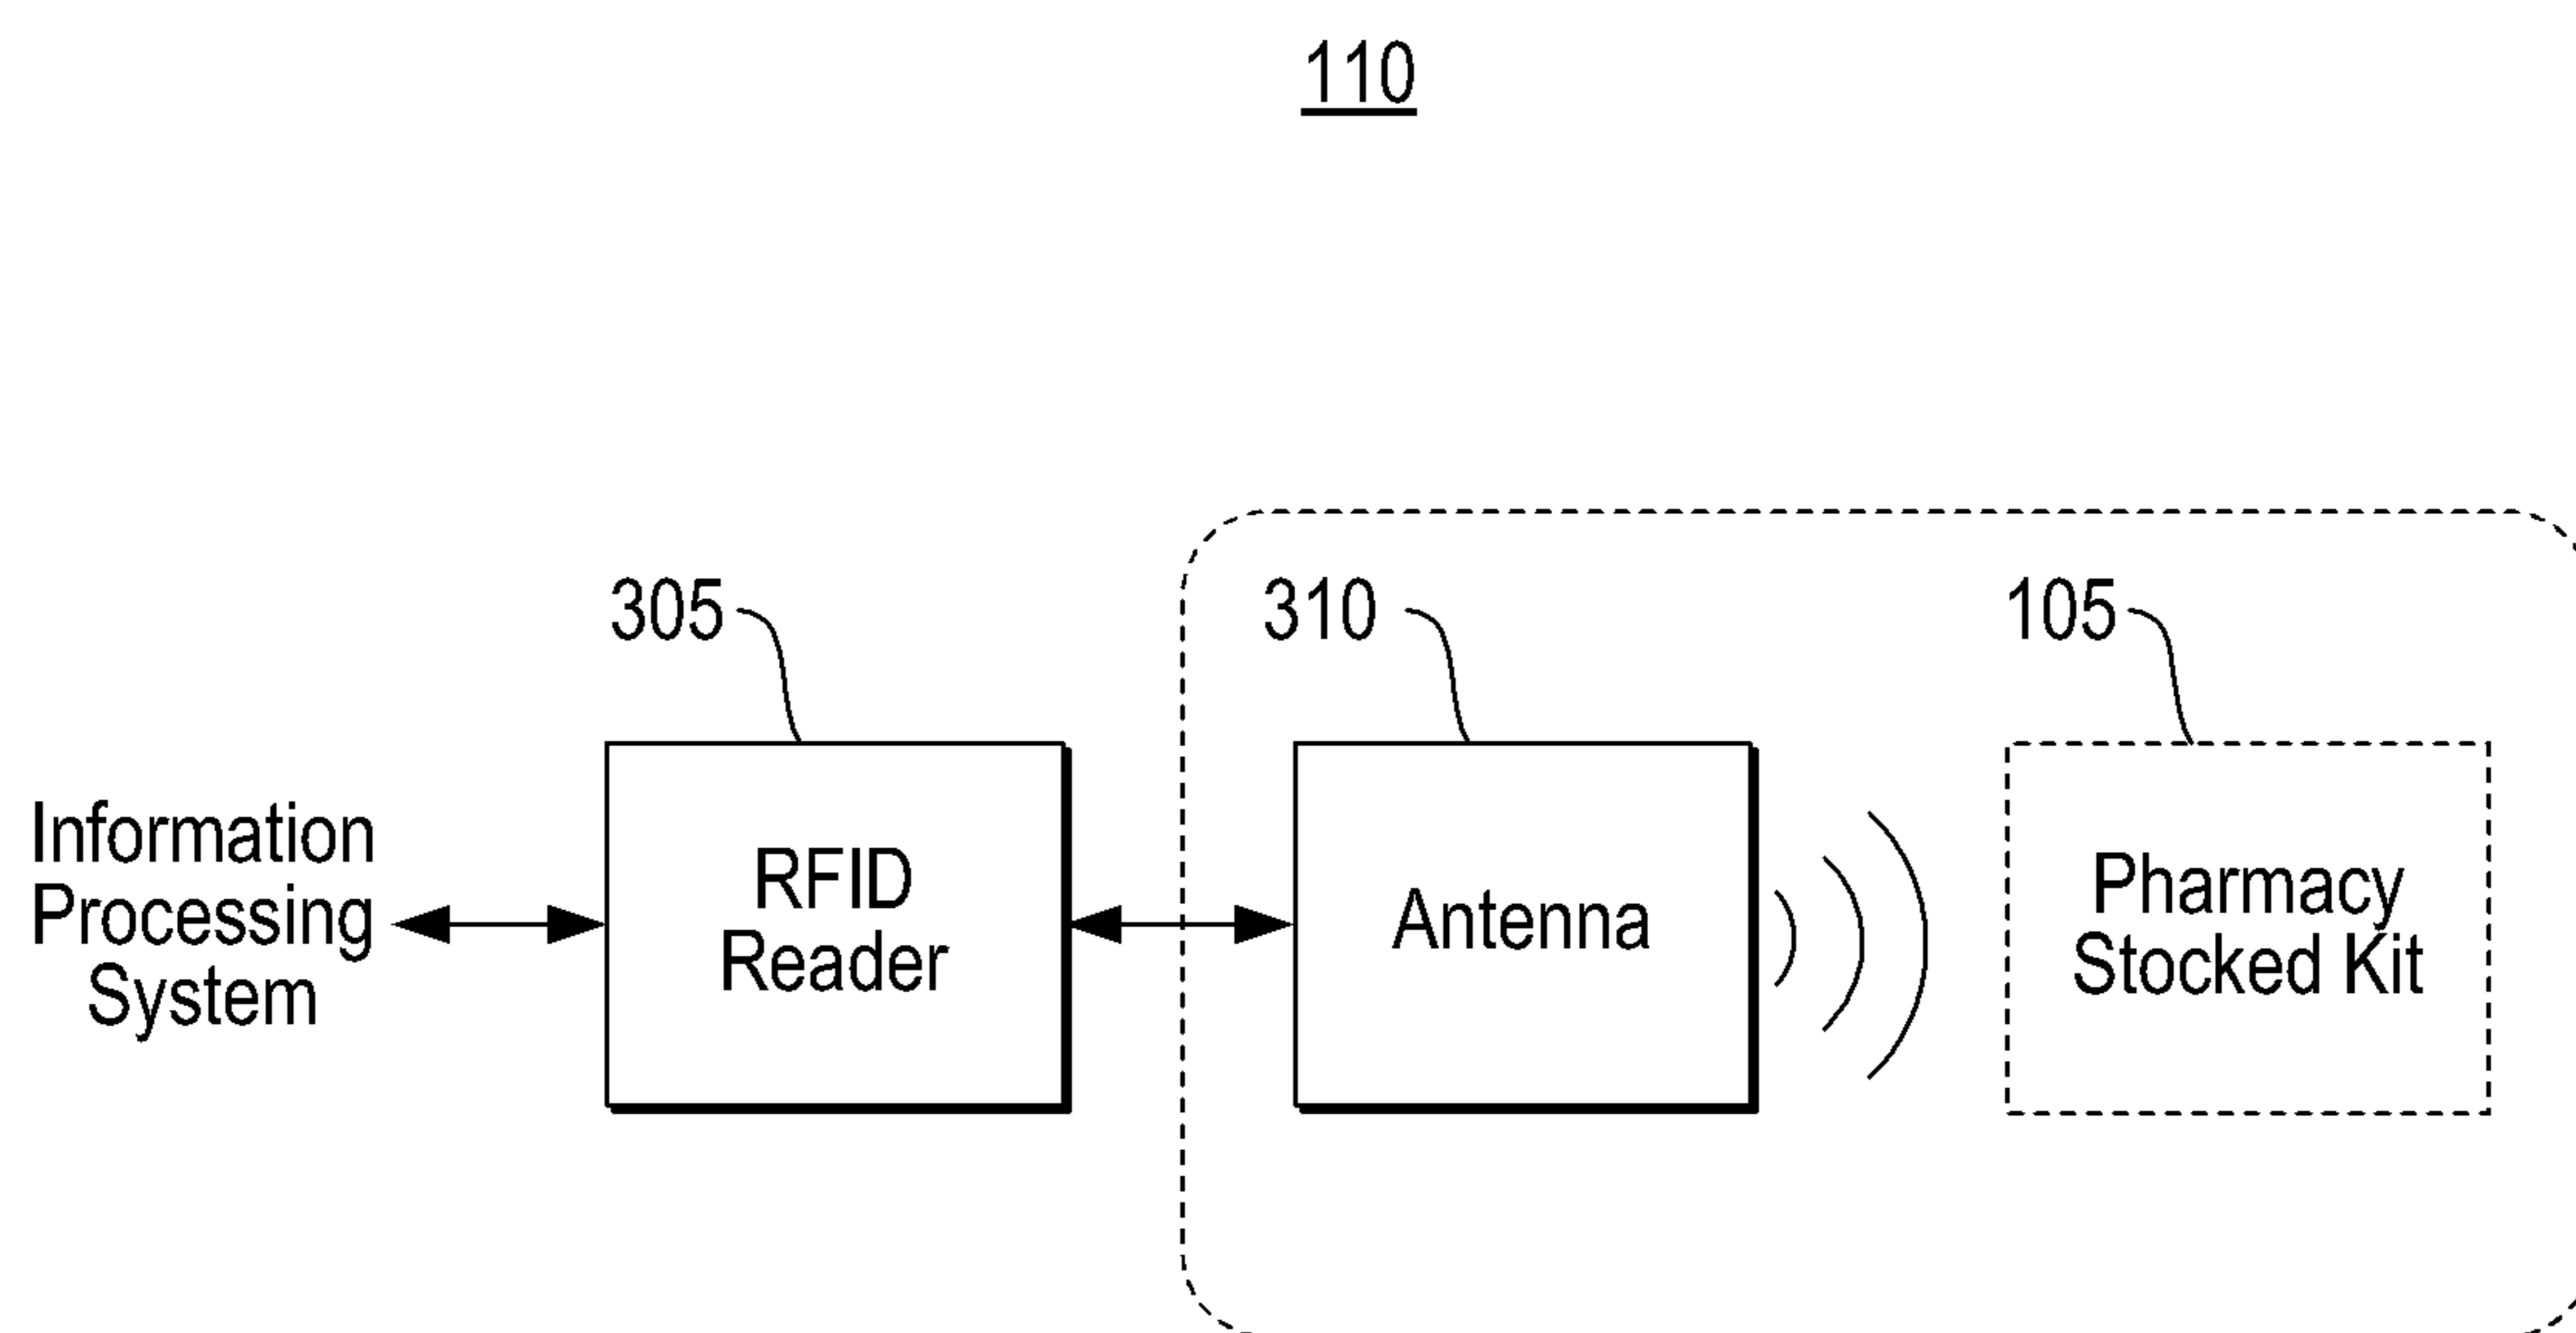 110
305
310
105
Information
Processing
System
RFID
Reader
Antenna
Pharmacy
Stocked Kit